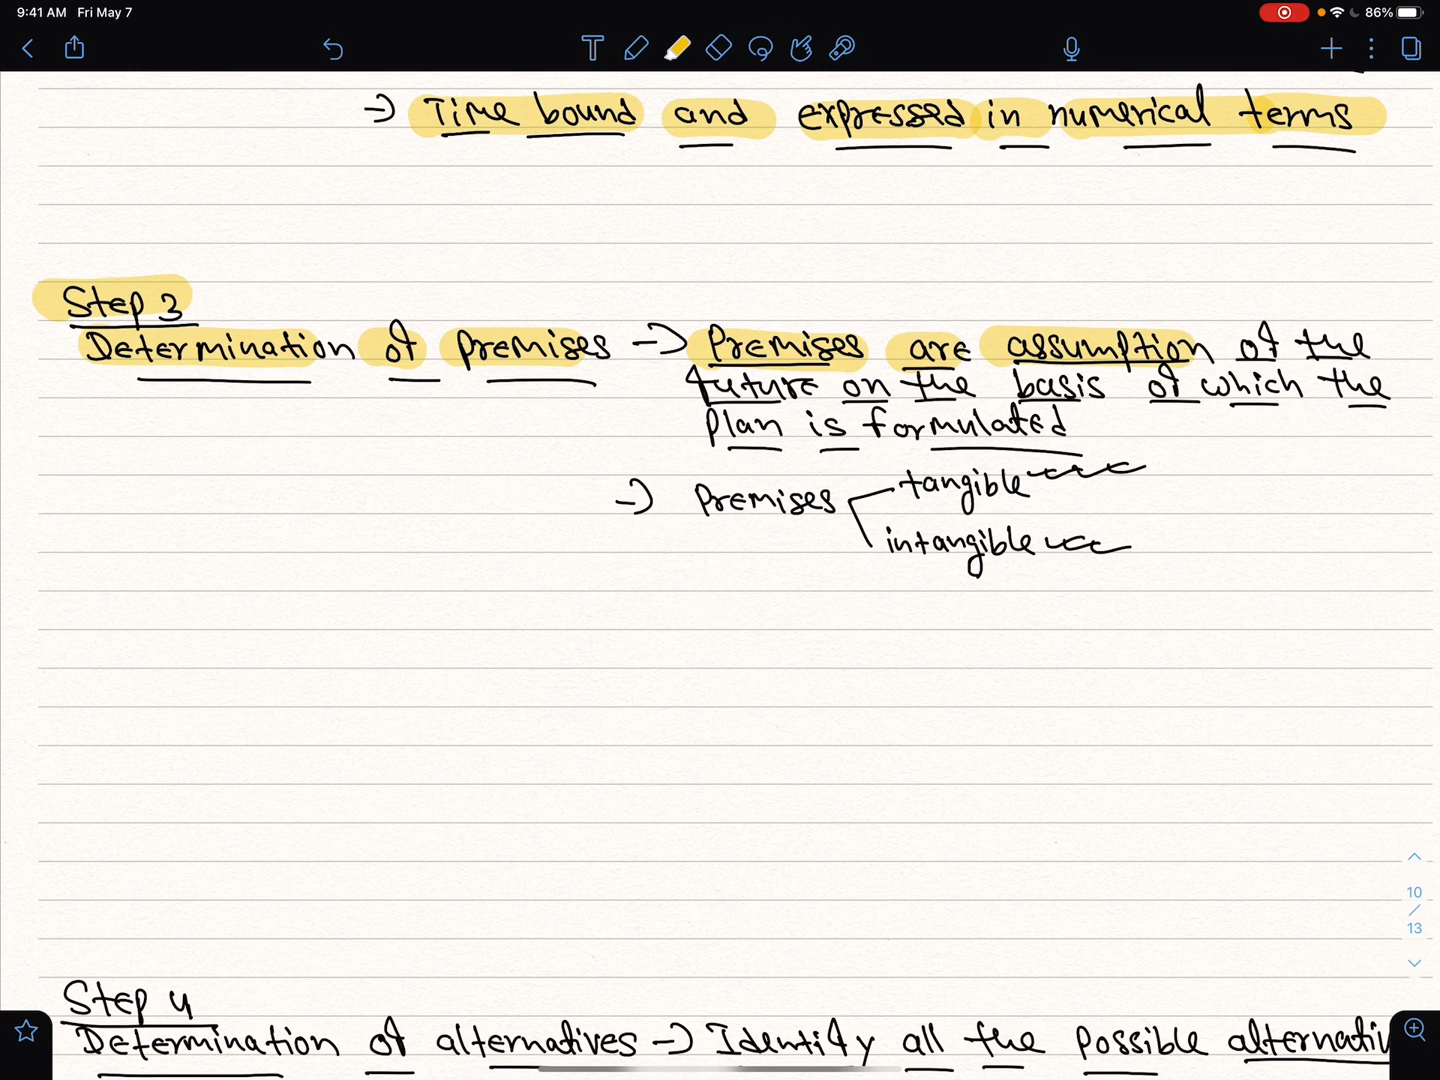 9:41 AM Fri May 7
86%
→ Time bound and expressed in numerical terms
Step 3
Determination of premises → Premises are assumption of the
future on the basis of which the
plan is formulated
→ Premises
tangible
intangible
10
/
13
Step 4
Determination of alternatives → Identify all the possible